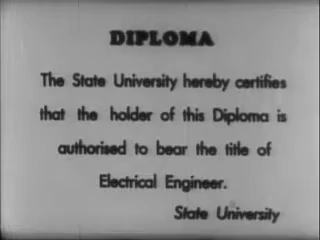 DIPLOMA
The State University hereby certifies
that the holder of this Diploma is
authorised to bear the title of
Electrical Engineer.
State University